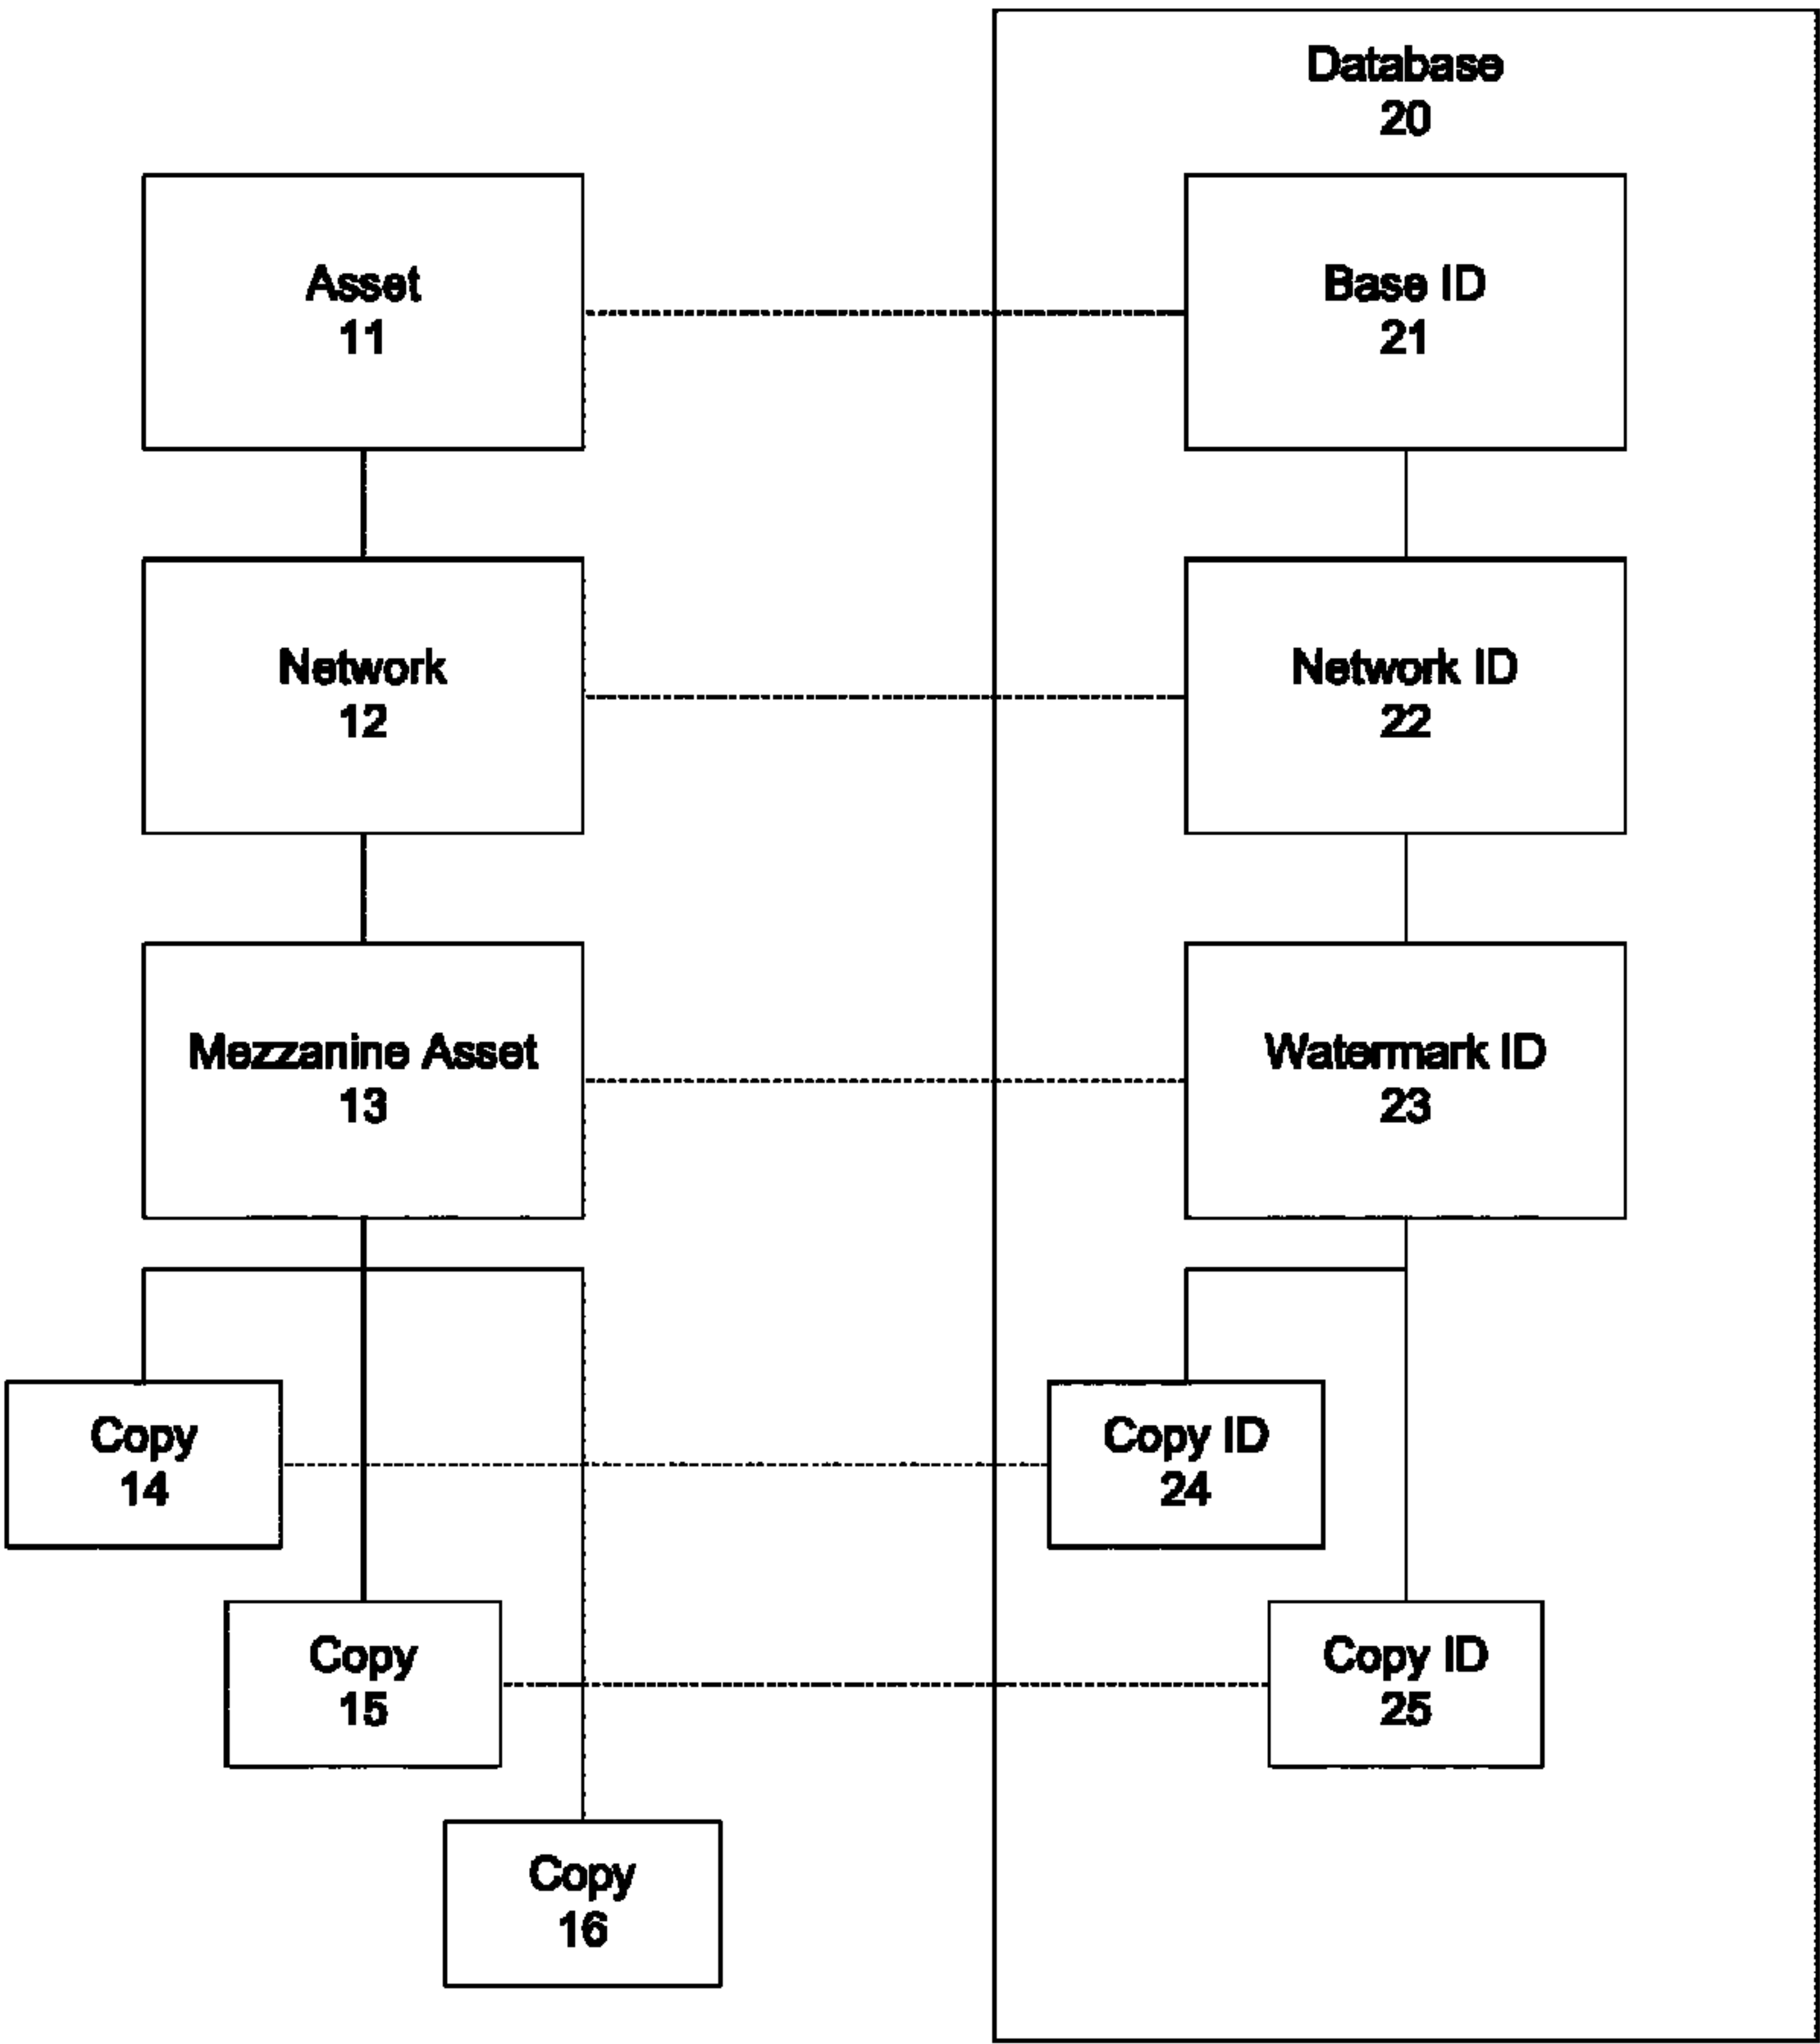 Database
20
Asset
11
Base ID
21
Network
12
Network ID
22
Mezzanine Asset
13
Watermark ID
23
Copy
14
Copy ID
24
Copy
15
Copy ID
25
Copy
16